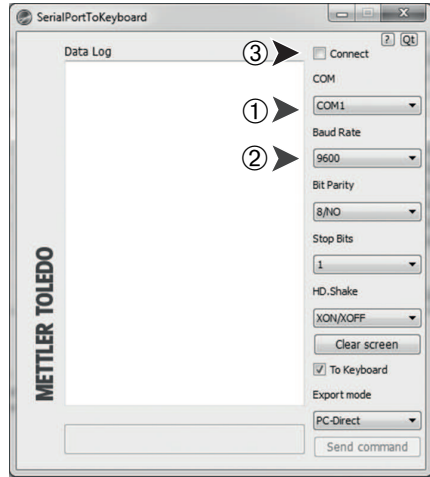 SerialPortToKeyboard
? Qt
Data Log
③ Connect
COM
① COM1
Baud Rate
② 9600
Bit Parity
8/NO
Stop Bits
1
HD.Shake
XON/XOFF
Clear screen
To Keyboard
Export mode
PC-Direct
Send command
METTLER TOLEDO